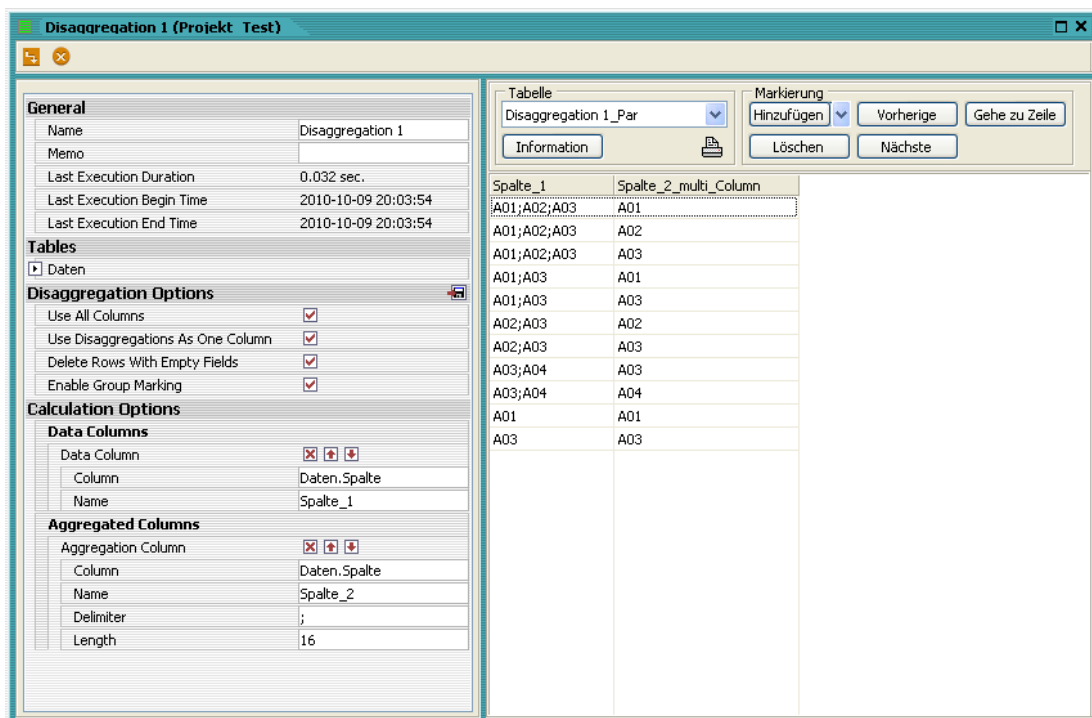 Disaggregation 1 (Projekt_Test)
General
Name Disaggregation 1
Memo
Last Execution Duration 0.032 sec.
Last Execution Begin Time 2010-10-09 20:03:54
Last Execution End Time 2010-10-09 20:03:54
Tables
Daten
Disaggregation Options
Use All Columns
Use Disaggregations As One Column
Delete Rows With Empty Fields
Enable Group Marking
Calculation Options
Data Columns
Data Column
Column Daten.Spalte
Name Spalte_1
Aggregated Columns
Aggregation Column
Column Daten.Spalte
Name Spalte_2
Delimiter ;
Length 16
Tabelle
Disaggregation 1_Par
Information
Markierung
Hinzufügen Vorherige Gehe zu Zeile
Löschen Nächste
Spalte_1 Spalte_2_multi_Column
A01;A02;A03 A01
A01;A02;A03 A02
A01;A02;A03 A03
A01;A03 A01
A01;A03 A03
A02;A03 A02
A02;A03 A03
A03;A04 A03
A03;A04 A04
A01 A01
A03 A03